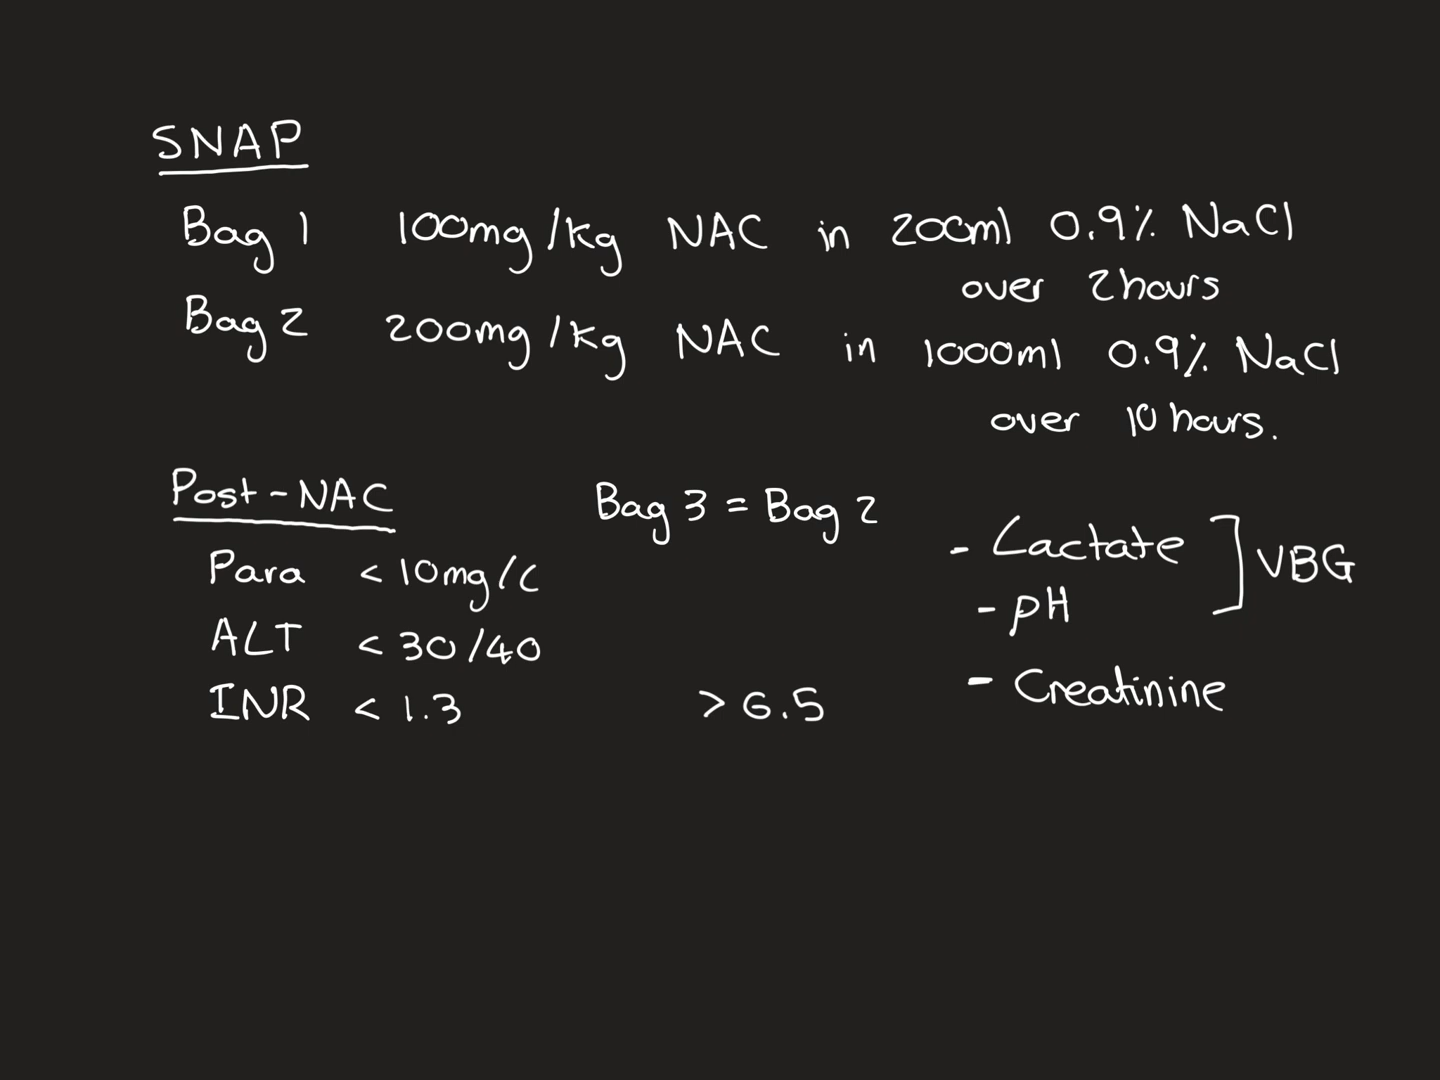 SNAP
Bag 1 100mg/kg NAC in 200ml 0.9% NaCl
over 2 hours
Bag 2 200mg/kg NAC in 1000ml 0.9% NaCl
over 10 hours.
Post-NAC
Para < 10mg/L
ALT < 30/40
INR < 1.3
Bag 3 = Bag 2
> 6.5
- Lactate
- pH
VBG
- Creatinine